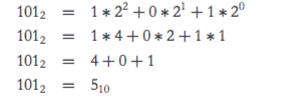 101₂ = 1 * 2² + 0 * 2¹ + 1 * 2⁰
101₂ = 1 * 4 + 0 * 2 + 1 * 1
101₂ = 4 + 0 + 1
101₂ = 5₁₀